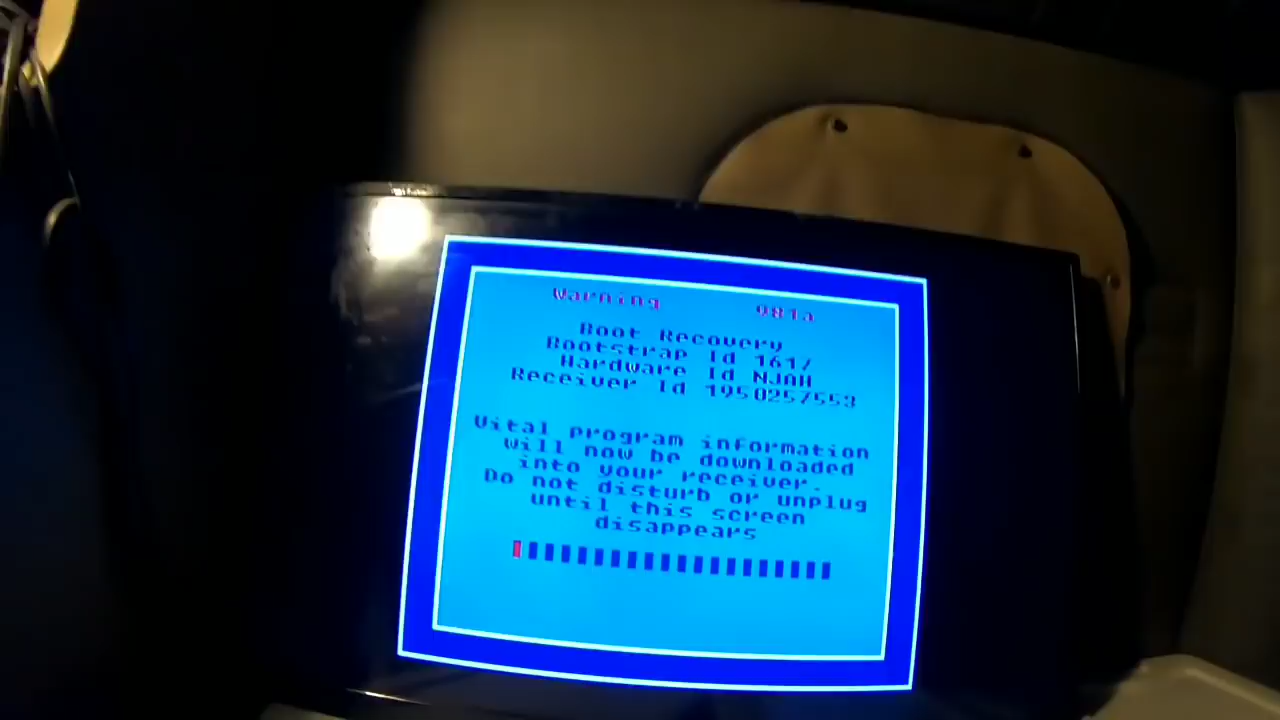 Warning 981a
Boot Recovery
Bootstrap Id 1617
Hardware Id NJAH
Receiver Id 1950257553
Vital program information
will now be downloaded
into your receiver.
Do not disturb or unplug
until this screen
disappears